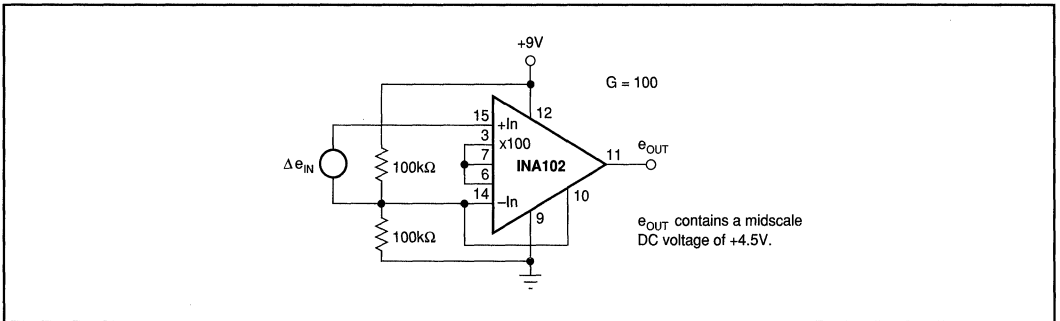 +9V
G = 100
15
+In
12
3
x100
7
INA102
6
14
–In
11
e_OUT
10
9
Δe_IN
100kΩ
100kΩ
e_OUT contains a midscale
DC voltage of +4.5V.